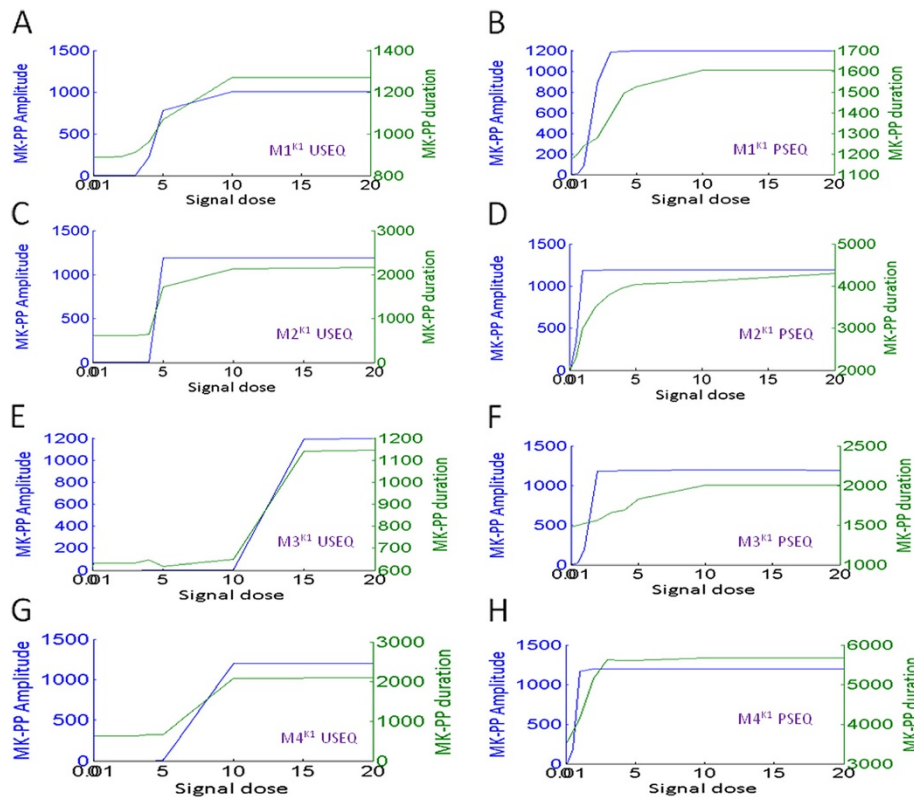 A
1500
1000
500
0
MK-PP Amplitude
1400
1200
1000
800
MK-PP duration
M1K1 USEQ
0.01 5 10 15 20
Signal dose
B
1200
1000
800
600
400
200
0
MK-PP Amplitude
1700
1600
1500
1400
1300
1200
1100
MK-PP duration
M1K1 PSEQ
0.01 5 10 15 20
Signal dose
C
1500
1000
500
0
MK-PP Amplitude
3000
2000
1000
0
MK-PP duration
M2K1 USEQ
0.01 5 10 15 20
Signal dose
D
1500
1000
500
0
MK-PP Amplitude
5000
4000
3000
2000
MK-PP duration
M2K1 PSEQ
0.01 5 10 15 20
Signal dose
E
1200
1000
800
600
400
200
0
MK-PP Amplitude
1200
1100
1000
900
800
700
600
MK-PP duration
M3K1 USEQ
0.01 5 10 15 20
Signal dose
F
1500
1000
500
0
MK-PP Amplitude
2500
2000
1500
1000
MK-PP duration
M3K1 PSEQ
0.01 5 10 15 20
Signal dose
G
1500
1000
500
0
MK-PP Amplitude
3000
2000
1000
0
MK-PP duration
M4K1 USEQ
0.01 5 10 15 20
Signal dose
H
1500
1000
500
0
MK-PP Amplitude
6000
5000
4000
3000
MK-PP duration
M4K1 PSEQ
0.01 5 10 15 20
Signal dose